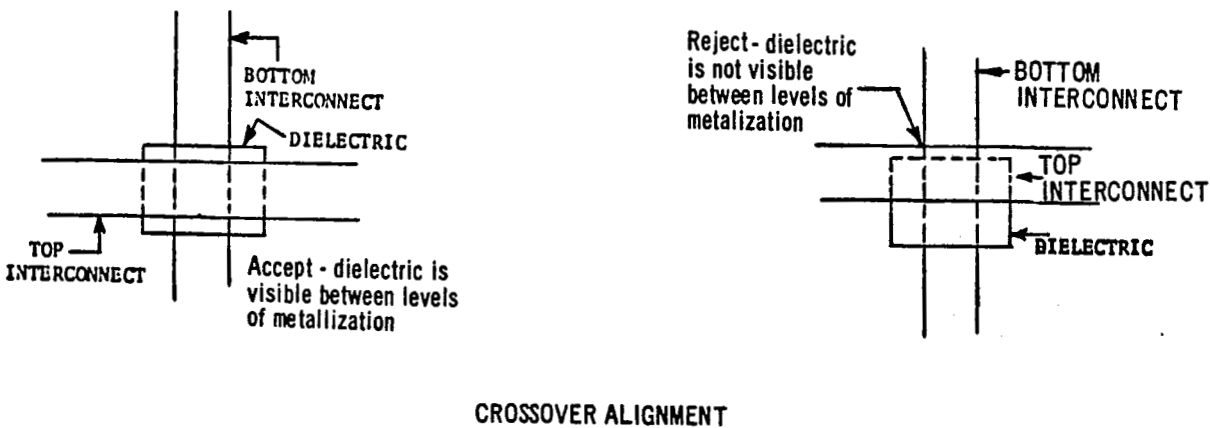 BOTTOM
INTERCONNECT
DIELECTRIC
TOP
INTERCONNECT
Accept - dielectric is
visible between levels
of metallization
Reject - dielectric
is not visible
between levels of
metalization
BOTTOM
INTERCONNECT
TOP
INTERCONNECT
DIELECTRIC
CROSSOVER ALIGNMENT